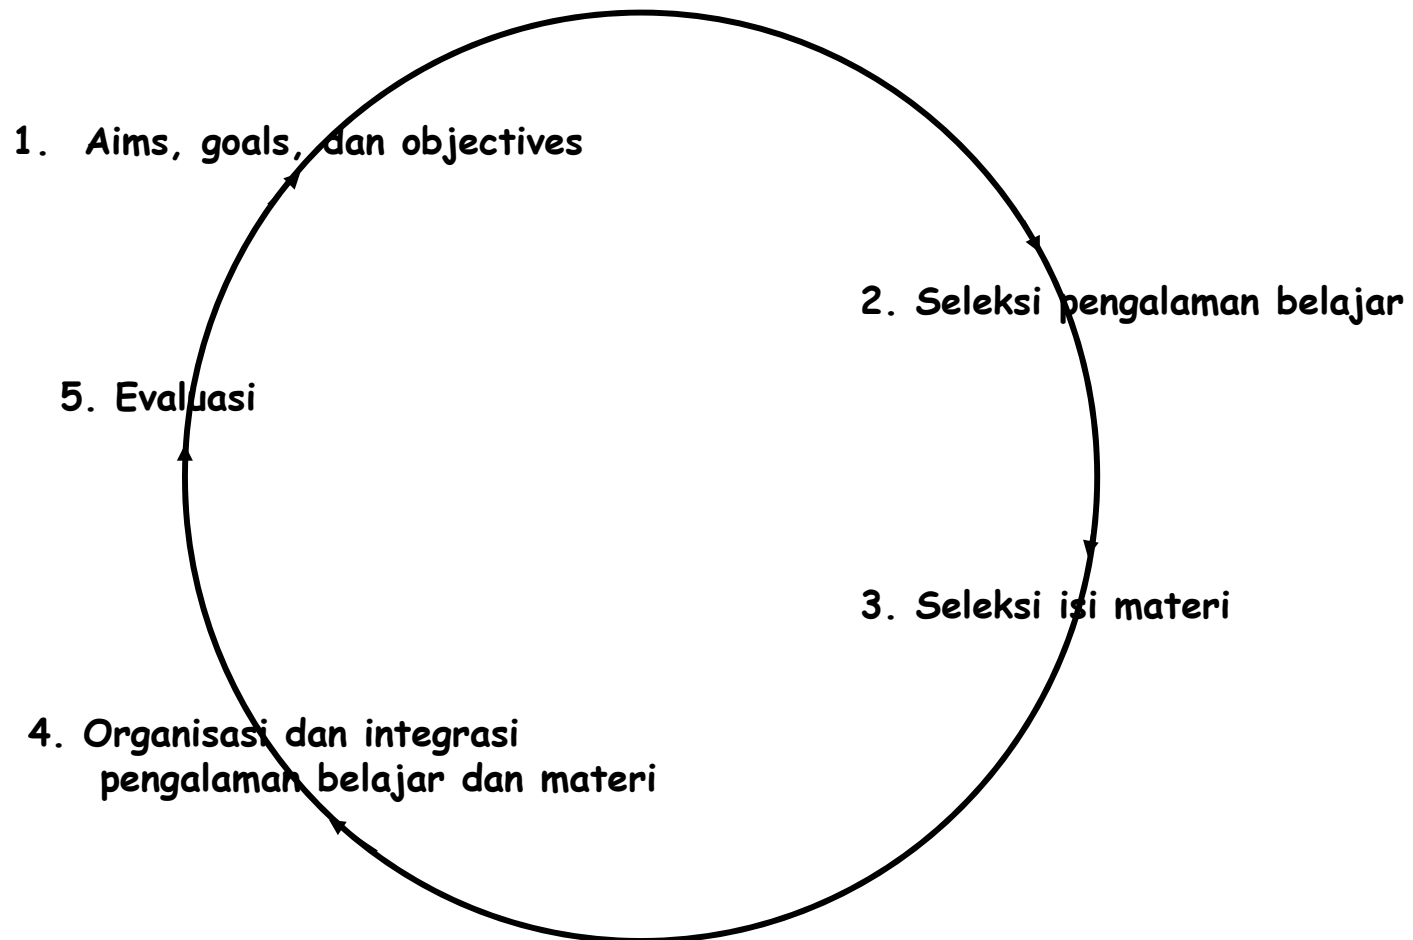 1. Aims, goals, dan objectives
2. Seleksi pengalaman belajar
5. Evaluasi
3. Seleksi isi materi
4. Organisasi dan integrasi
pengalaman belajar dan materi